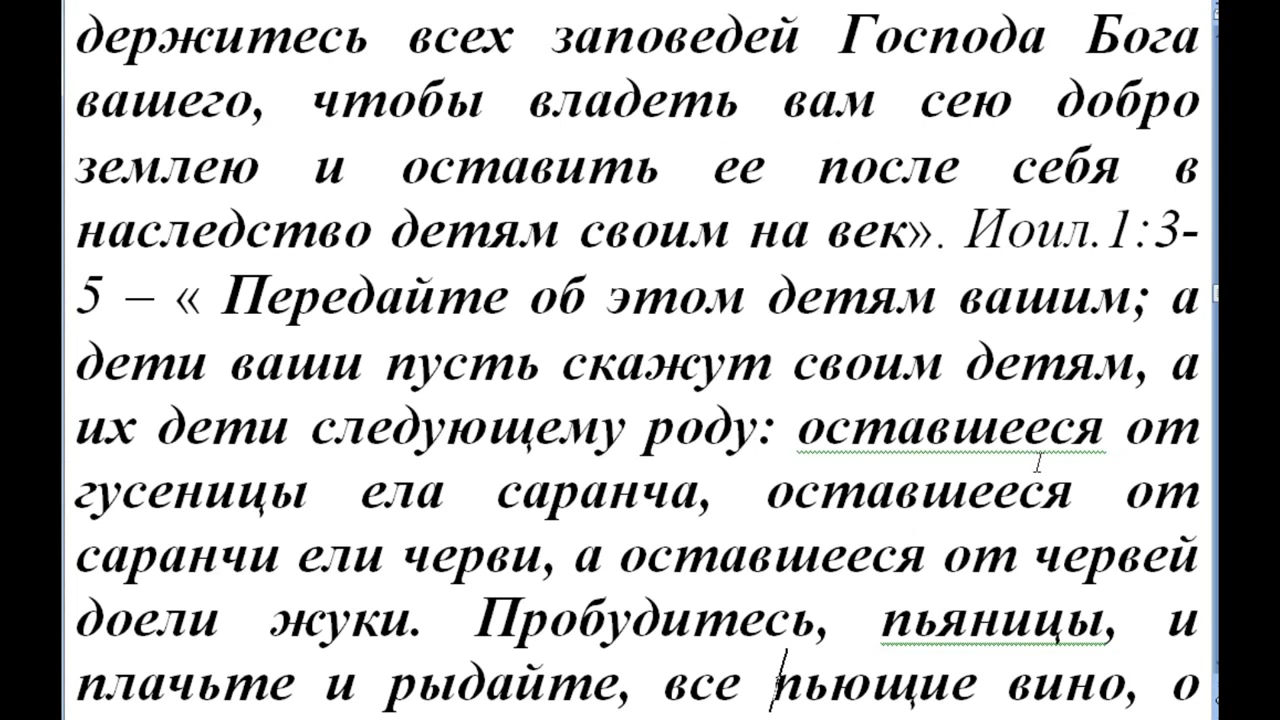 держитесь всех заповедей Господа Бога
вашего, чтобы владеть вам сею добро
землею и оставить ее после себя в
наследство детям своим на век». Иоил.1:3-
5 – « Передайте об этом детям вашим; а
дети ваши пусть скажут своим детям, а
их дети следующему роду: оставшееся от
гусеницы ела саранча, оставшееся от
саранчи ели черви, а оставшееся от червей
доели жуки. Пробудитесь, пьяницы, и
плачьте и рыдайте, все пьющие вино, о